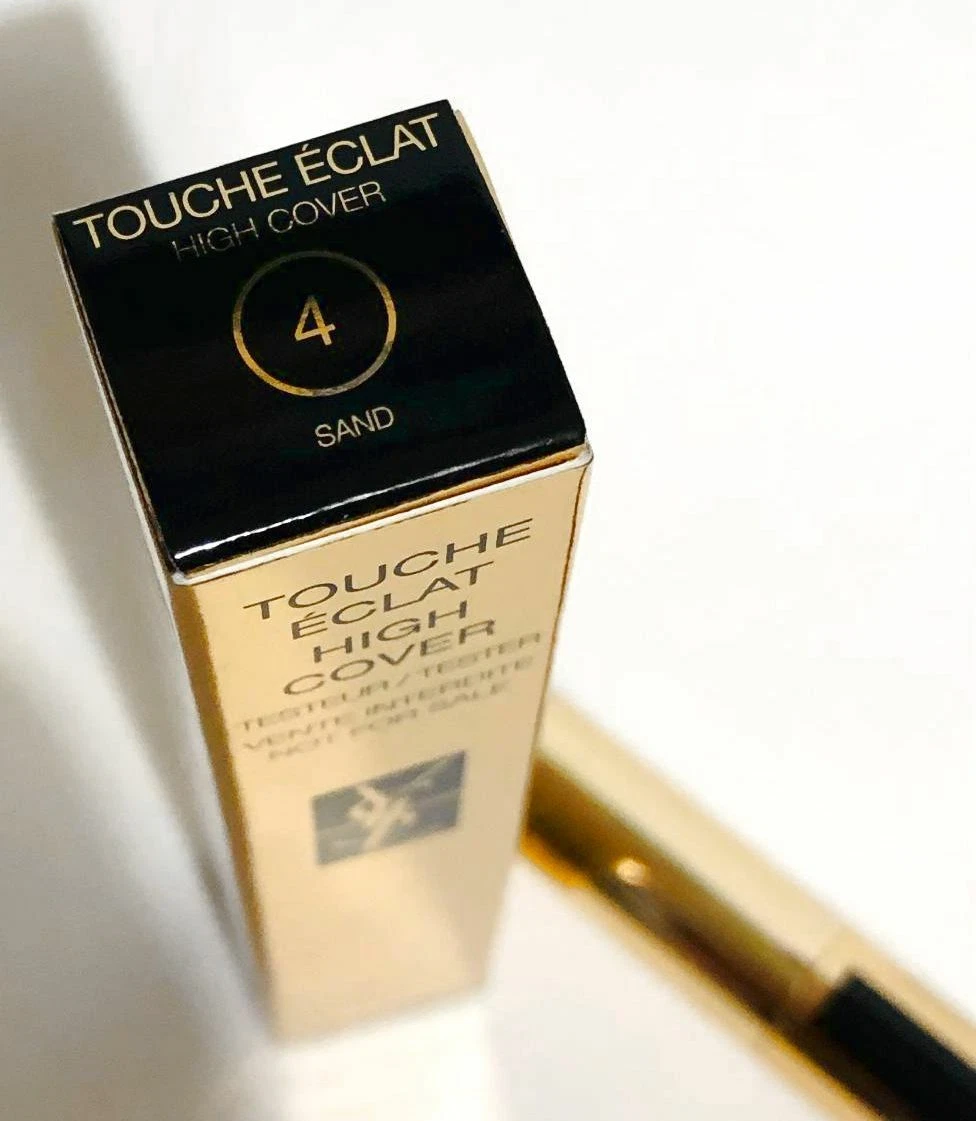 TOUCHE ÉCLAT
HIGH COVER
4
SAND
TOUCHE
ÉCLAT
HIGH
COVER
TESTEUR / TESTER
VENTE INTERDITE
NOT FOR SALE